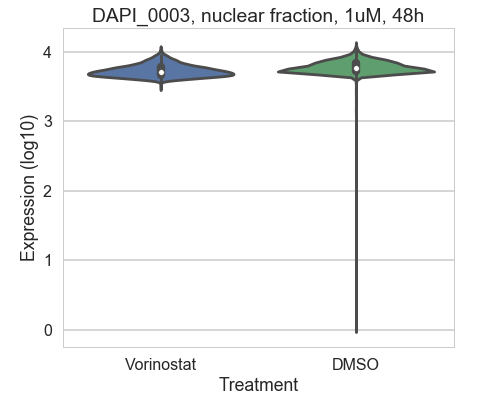 DAPI_0003, nuclear fraction, 1uM, 48h
Expression (log10)
4
3
2
1
0
Vorinostat DMSO
Treatment